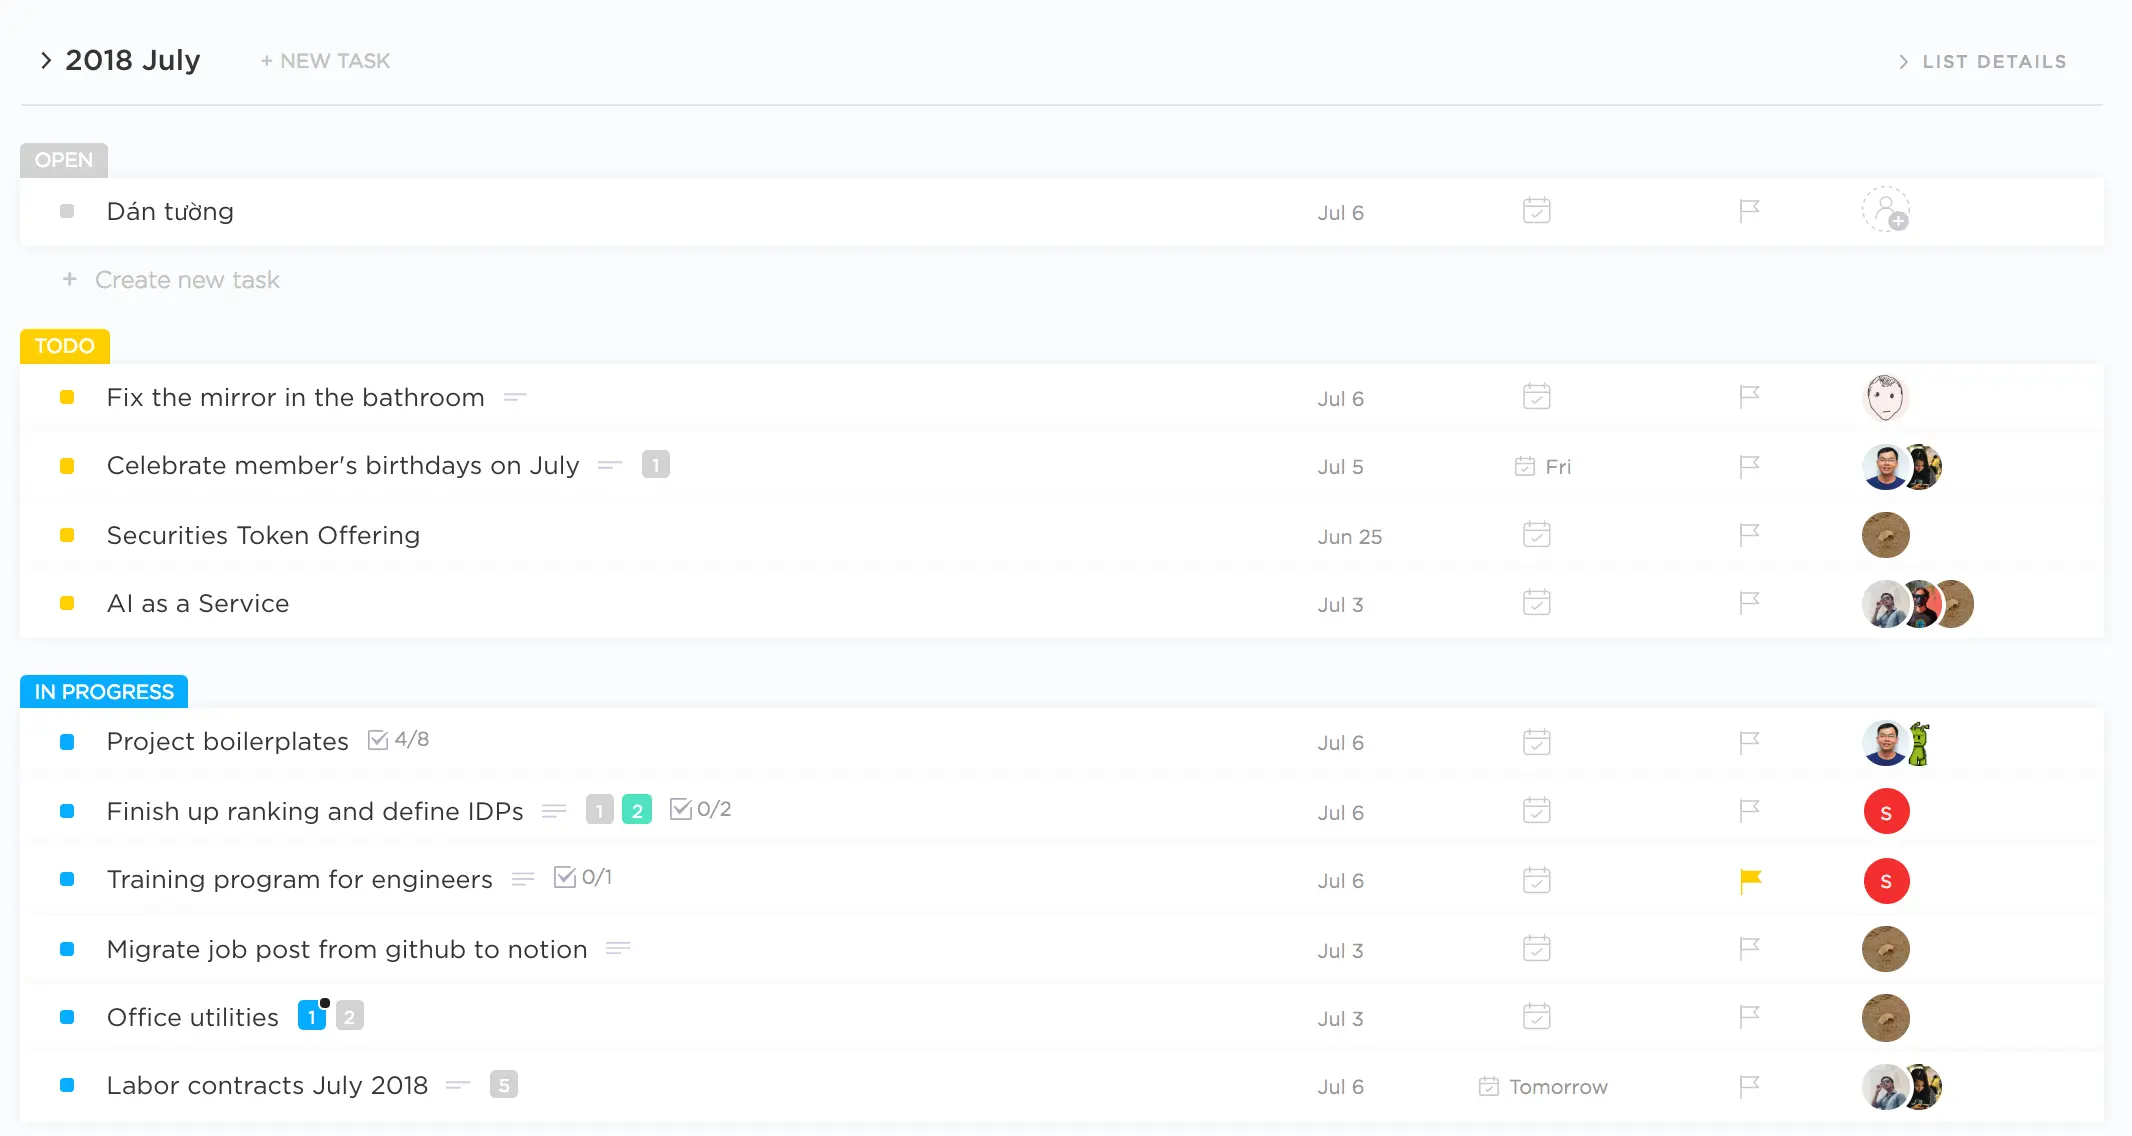 2018 July + NEW TASK LIST DETAILS
OPEN
Dán tường Jul 6
+ Create new task
TODO
Fix the mirror in the bathroom Jul 6
Celebrate member's birthdays on July 1 Jul 5 Fri
Securities Token Offering Jun 25
AI as a Service Jul 3
IN PROGRESS
Project boilerplates 4/8 Jul 6
Finish up ranking and define IDPs 1 2 0/2 Jul 6 S
Training program for engineers 0/1 Jul 6 S
Migrate job post from github to notion Jul 3
Office utilities 1 2 Jul 3
Labor contracts July 2018 5 Jul 6 Tomorrow